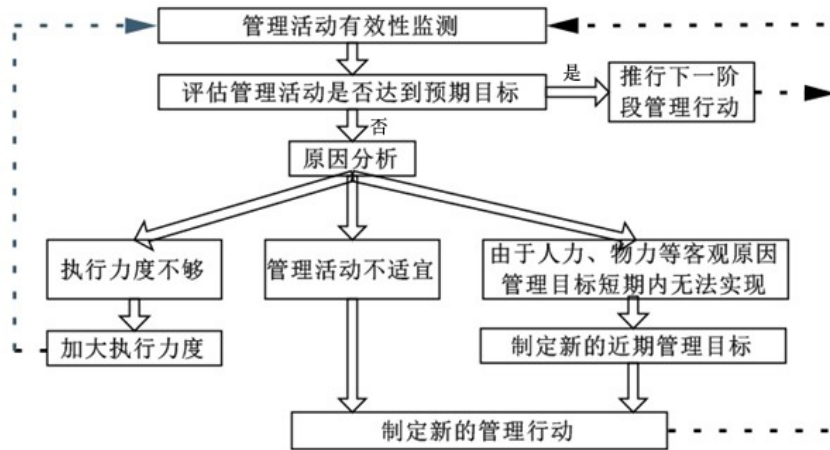 管理活动有效性监测
评估管理活动是否达到预期目标
是
推行下一阶
段管理行动
否
原因分析
执行力度不够
管理活动不适宜
由于人力、物力等客观原因
管理目标短期内无法实现
加大执行力度
制定新的近期管理目标
制定新的管理行动